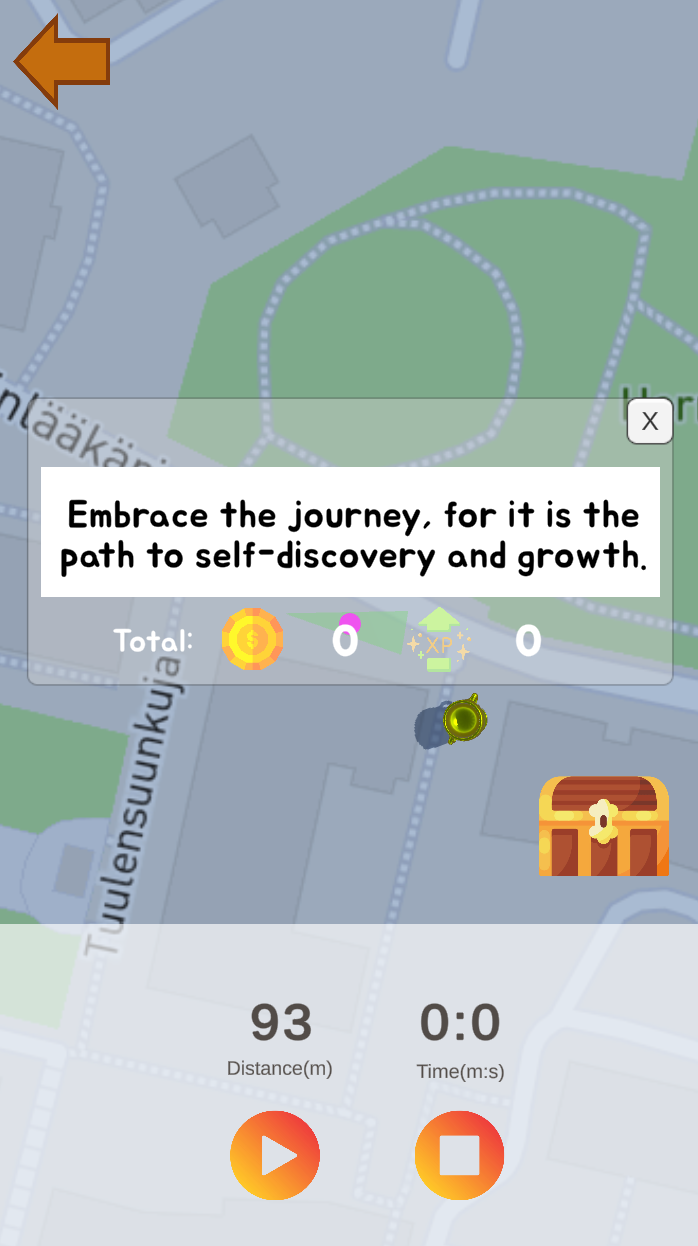 X
Embrace the journey, for it is the
path to self-discovery and growth.
Total:
$
0
XP
0
Tuulensuunkuja
93
0:0
Distance(m)
Time(m:s)